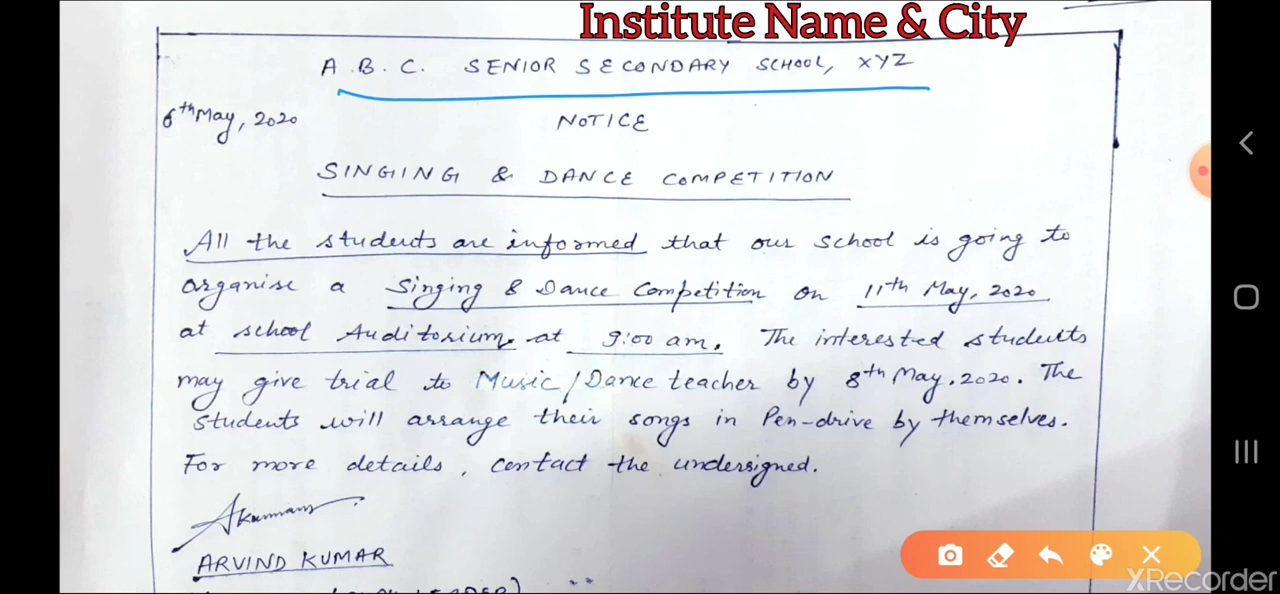 Institute Name & City
A.B.C. SENIOR SECONDARY SCHOOL, XYZ
6th May, 2020
NOTICE
SINGING & DANCE COMPETITION
All the students are informed that our school is going to
organise a Singing & Dance Competition on 11th May, 2020
at school Auditorium. at 9:00 am. The interested students
may give trial to Music/Dance teacher by 8th May, 2020. The
students will arrange their songs in Pen-drive by themselves.
For more details, contact the undersigned.
Akumar
ARVIND KUMAR
XRecorder